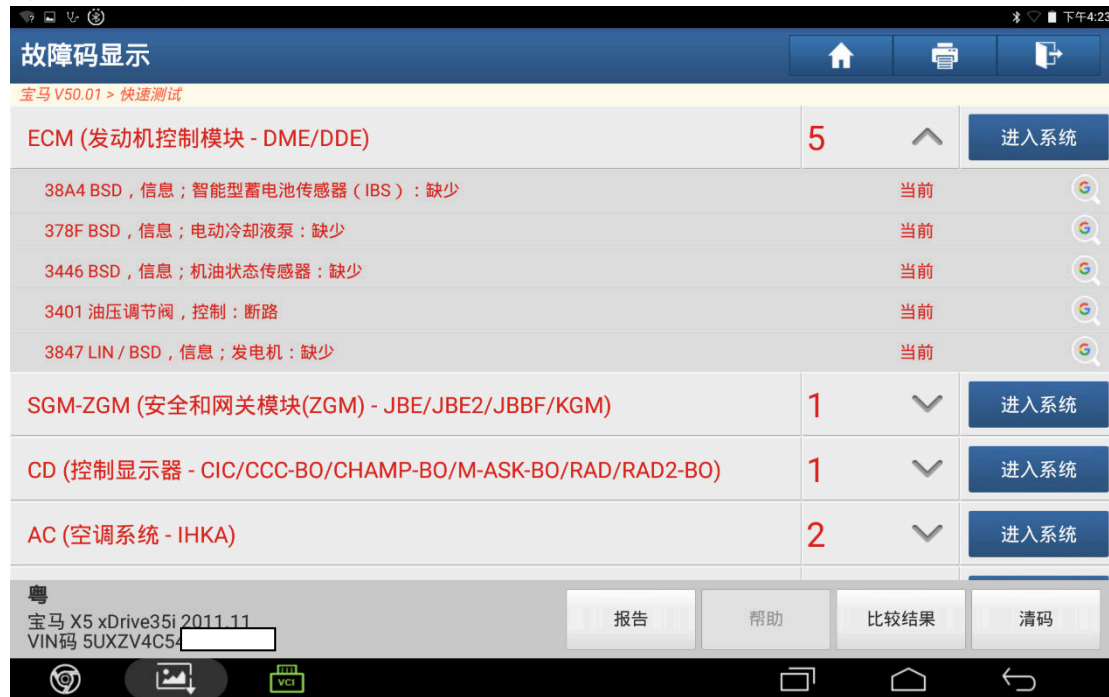 下午4:23
故障码显示
宝马 V50.01 > 快速测试
ECM (发动机控制模块 - DME/DDE) 5 进入系统
38A4 BSD，信息；智能型蓄电池传感器（IBS）：缺少 当前
378F BSD，信息；电动冷却液泵：缺少 当前
3446 BSD，信息；机油状态传感器：缺少 当前
3401 油压调节阀，控制：断路 当前
3847 LIN / BSD，信息；发电机：缺少 当前
SGM-ZGM (安全和网关模块(ZGM) - JBE/JBE2/JBBF/KGM) 1 进入系统
CD (控制显示器 - CIC/CCC-BO/CHAMP-BO/M-ASK-BO/RAD/RAD2-BO) 1 进入系统
AC (空调系统 - IHKA) 2 进入系统
粤
宝马 X5 xDrive35i 2011.11
VIN码 5UXZV4C54
报告 帮助 比较结果 清码
VCI